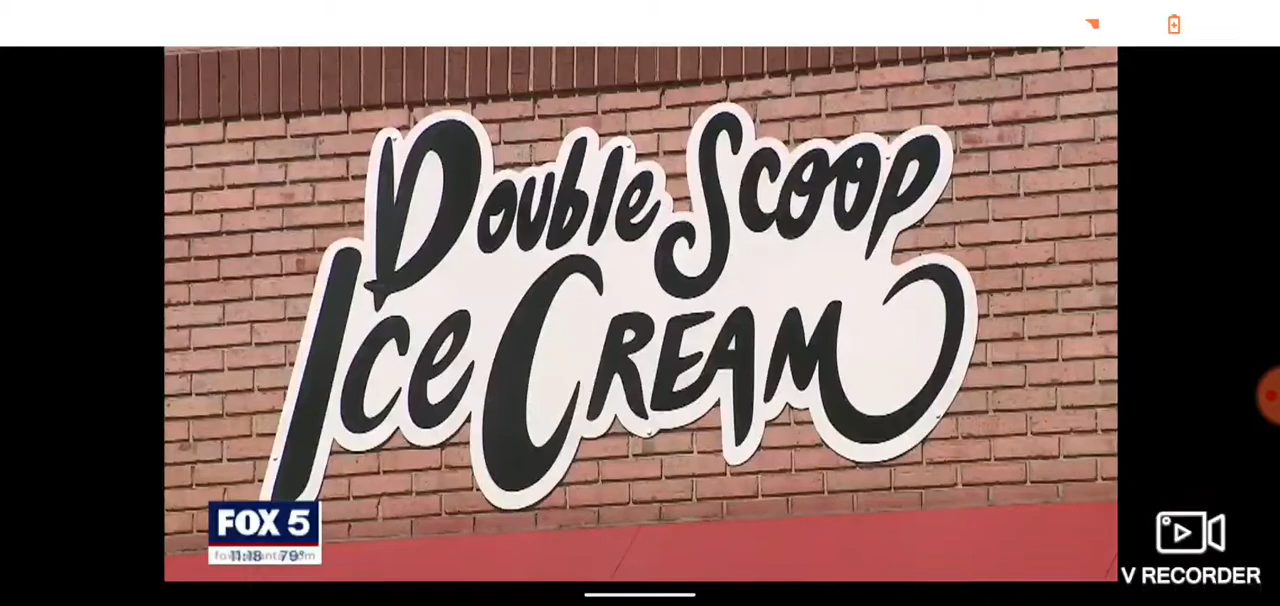 Double Scoop
Ice CREAM
FOX 5
11:18 79°
V RECORDER